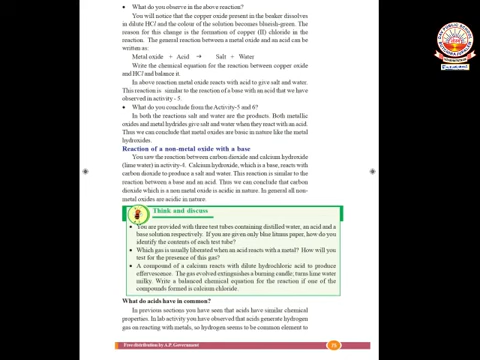 • What do you observe in the above reaction?
You will notice that the copper oxide present in the beaker dissolves
in dilute HCl and the colour of the solution becomes blueish-green. The
reason for this change is the formation of copper (II) chloride in the
reaction. The general reaction between a metal oxide and an acid can be
written as:
Metal oxide + Acid → Salt + Water
Write the chemical equation for the reaction between copper oxide
and HCl and balance it.
In above reaction metal oxide reacts with acid to give salt and water.
This reaction is similar to the reaction of a base with an acid that we have
observed in activity - 5 .
• What do you conclude from the Activity-5 and 6?
In both the reactions salt and water are the products. Both metallic
oxides and metal hydrides give salt and water when they react with an acid.
Thus we can conclude that metal oxides are basic in nature like the metal
hydroxides.
Reaction of a non-metal oxide with a base
You saw the reaction between carbon dioxide and calcium hydroxide
(lime water) in activity-4. Calcium hydroxide, which is a base, reacts
with carbon dioxide to produce a salt and water. This reaction is similar to the
reaction between a base and an acid. Thus we can conclude that carbon
dioxide which is a non metal oxide is acidic in nature. In general all non-
metal oxides are acidic in nature.
Think and discuss
• You are provided with three test tubes containing distilled water, an acid and a
base solution respectively. If you are given only blue litmus paper, how do you
identify the contents of each test tube?
• Which gas is usually liberated when an acid reacts with a metal? How will you
test for the presence of this gas?
• A compound of a calcium reacts with dilute hydrochloric acid to produce
effervescence. The gas evolved extinguishes a burning candle; turns lime water
milky. Write a balanced chemical equation for the reaction if one of the
compounds formed is calcium chloride.
What do acids have in common?
In previous sections you have seen that acids have similar chemical
properties. In lab activity you have observed that acids generate hydrogen
gas on reacting with metals, so hydrogen seems to be common element to
Free distribution by A.P. Government